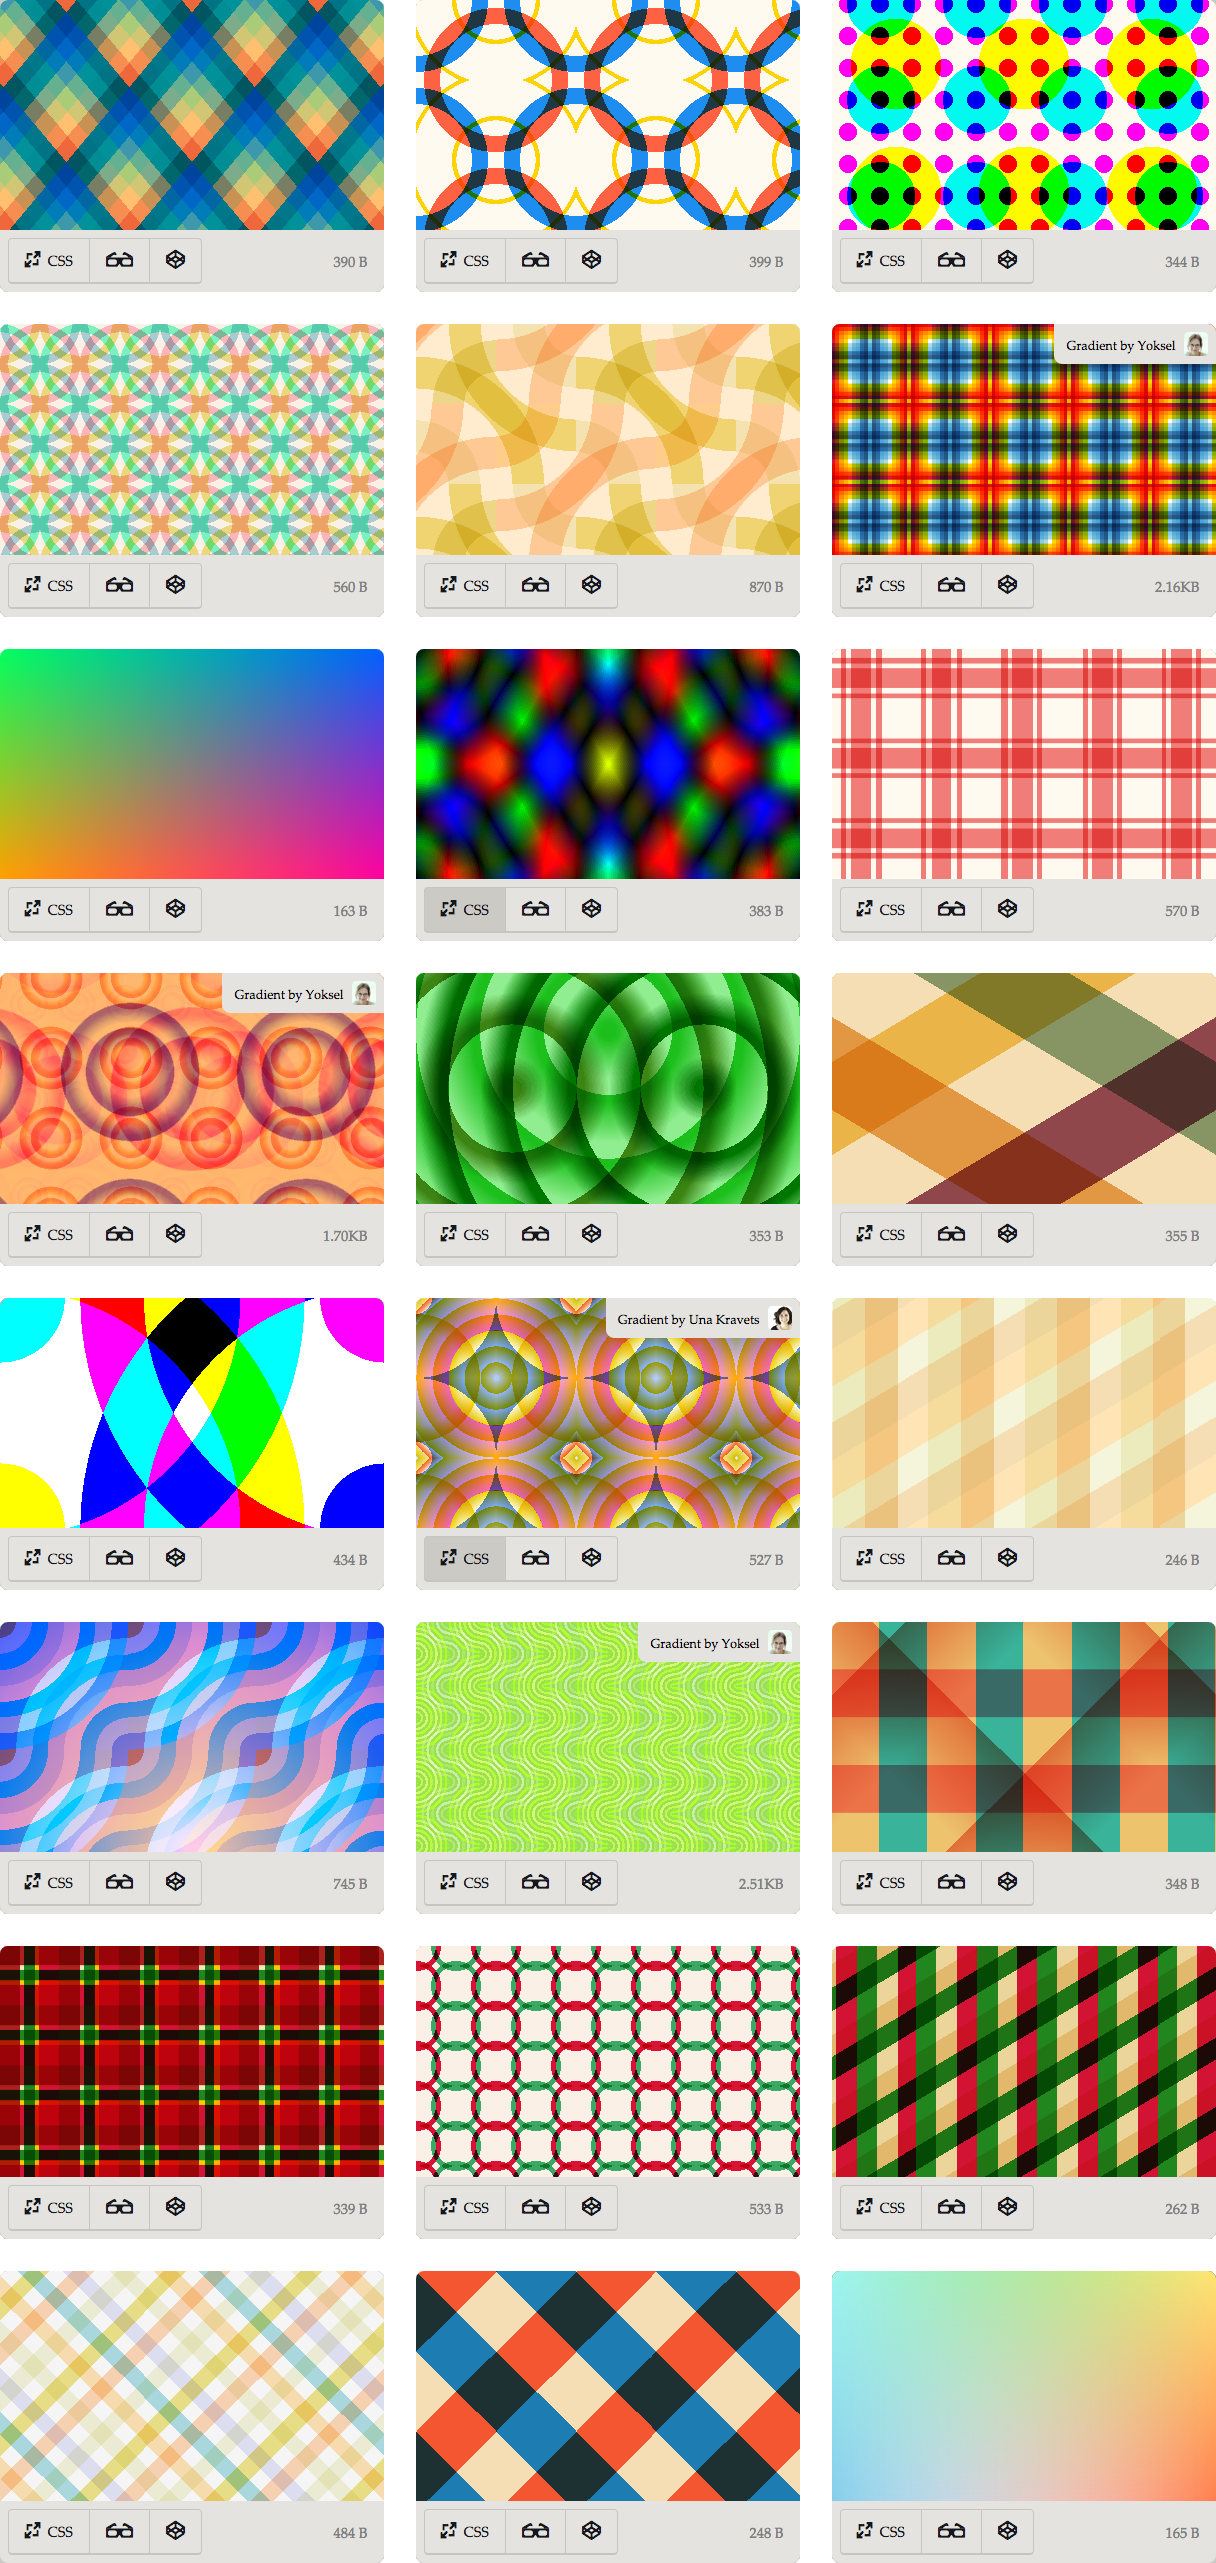 CSS 390 B
CSS 399 B
CSS 344 B
Gradient by Yoksel
CSS 560 B
CSS 870 B
CSS 2.16KB
CSS 163 B
CSS 383 B
CSS 570 B
Gradient by Yoksel
CSS 1.70KB
CSS 353 B
CSS 355 B
Gradient by Una Kravets
CSS 434 B
CSS 527 B
CSS 246 B
Gradient by Yoksel
CSS 745 B
CSS 2.51KB
CSS 348 B
CSS 339 B
CSS 533 B
CSS 262 B
CSS 484 B
CSS 248 B
CSS 165 B